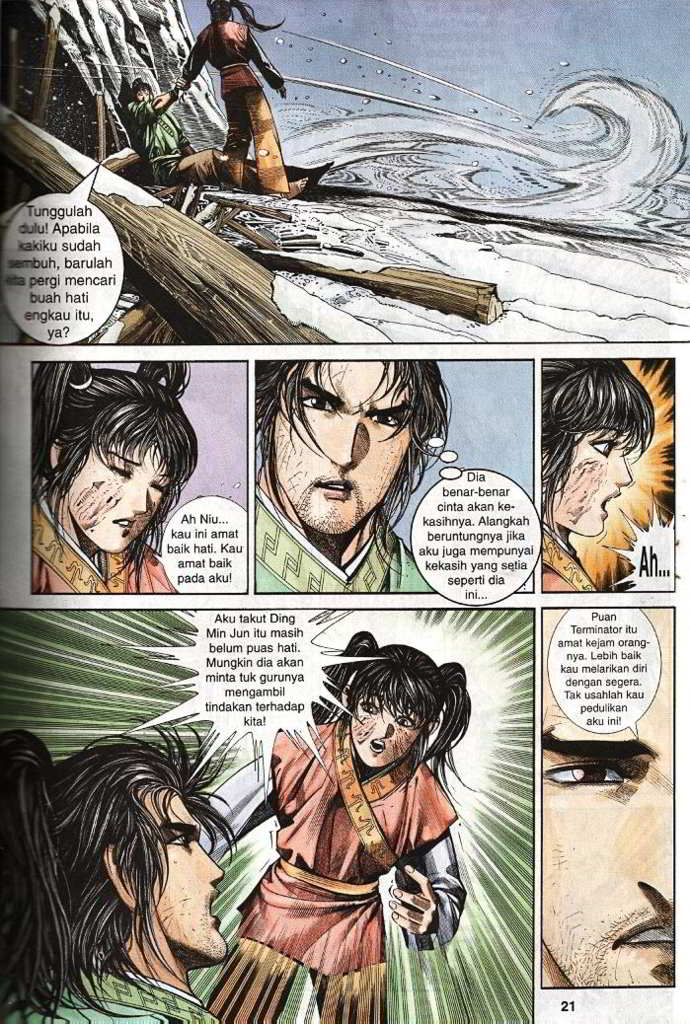 Tunggulah
dulu! Apabila
kakiku sudah
sembuh, barulah
kita pergi mencari
buah hati
engkau itu,
ya?
Ah Niu...
kau ini amat
baik hati. Kau
amat baik
pada aku!
Dia
benar-benar
cinta akan ke-
kasihnya. Alangkah
beruntungnya jika
aku juga mempunyai
kekasih yang setia
seperti dia
ini...
Ah...
Aku takut Ding
Min Jun itu masih
belum puas hati.
Mungkin dia akan
minta tuk gurunya
mengambil
tindakan terhadap
kita!
Puan
Terminator itu
amat kejam orang-
nya. Lebih baik
kau melarikan diri
dengan segera.
Tak usahlah kau
pedulikan
aku ini!
21